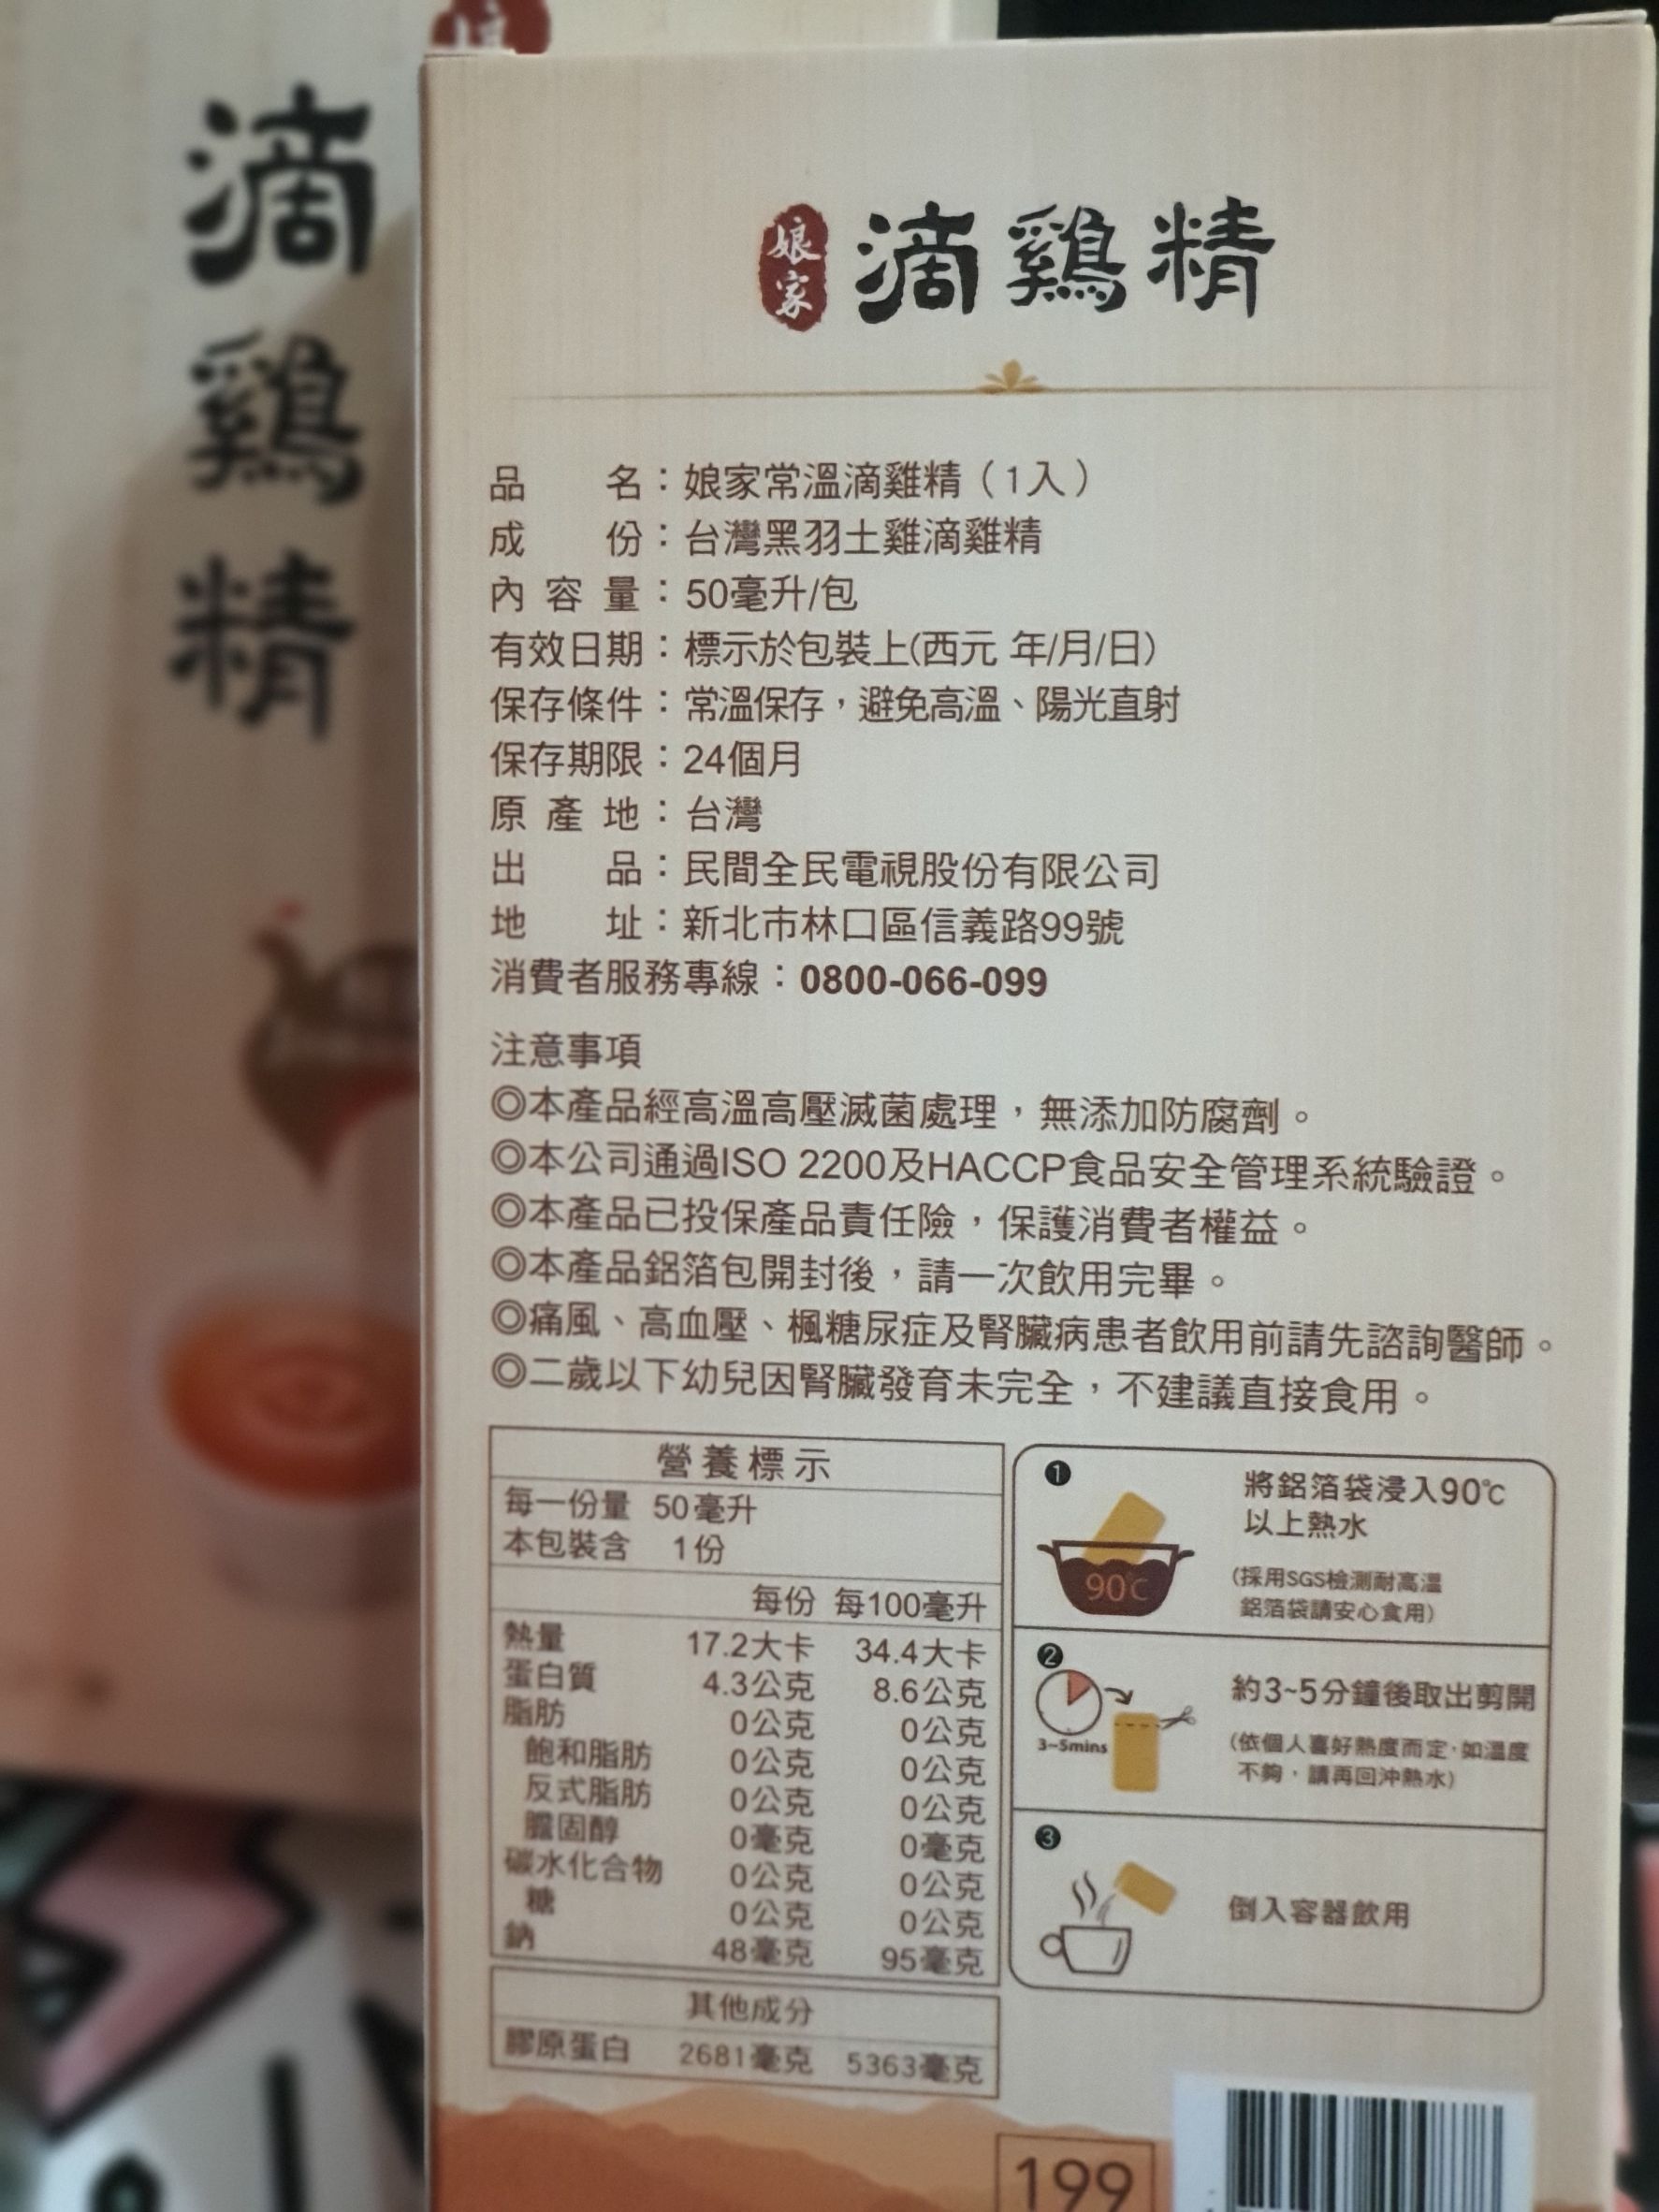 娘
滴
鷄
精
娘家
滴鷄精
品名：娘家常溫滴雞精（1入）
成份：台灣黑羽土雞滴雞精
內容量：50毫升/包
有效日期：標示於包裝上(西元 年/月/日)
保存條件：常溫保存，避免高溫、陽光直射
保存期限：24個月
原產地：台灣
出品：民間全民電視股份有限公司
地址：新北市林口區信義路99號
消費者服務專線：0800-066-099
注意事項
◎本產品經高溫高壓滅菌處理，無添加防腐劑。
◎本公司通過ISO 2200及HACCP食品安全管理系統驗證。
◎本產品已投保產品責任險，保護消費者權益。
◎本產品鋁箔包開封後，請一次飲用完畢。
◎痛風、高血壓、楓糖尿症及腎臟病患者飲用前請先諮詢醫師。
◎二歲以下幼兒因腎臟發育未完全，不建議直接食用。
營養標示
每一份量 50毫升
本包裝含 1份
每份 每100毫升
熱量 17.2大卡 34.4大卡
蛋白質 4.3公克 8.6公克
脂肪 0公克 0公克
飽和脂肪 0公克 0公克
反式脂肪 0公克 0公克
膽固醇 0毫克 0毫克
碳水化合物 0公克 0公克
糖 0公克 0公克
鈉 48毫克 95毫克
其他成分
膠原蛋白 2681毫克 5363毫克
1
將鋁箔袋浸入90℃
以上熱水
90℃
(採用SGS檢測耐高溫
鋁箔袋請安心食用)
2
約3~5分鐘後取出剪開
3~5mins
(依個人喜好熱度而定，如溫度
不夠，請再回沖熱水)
3
倒入容器飲用
199